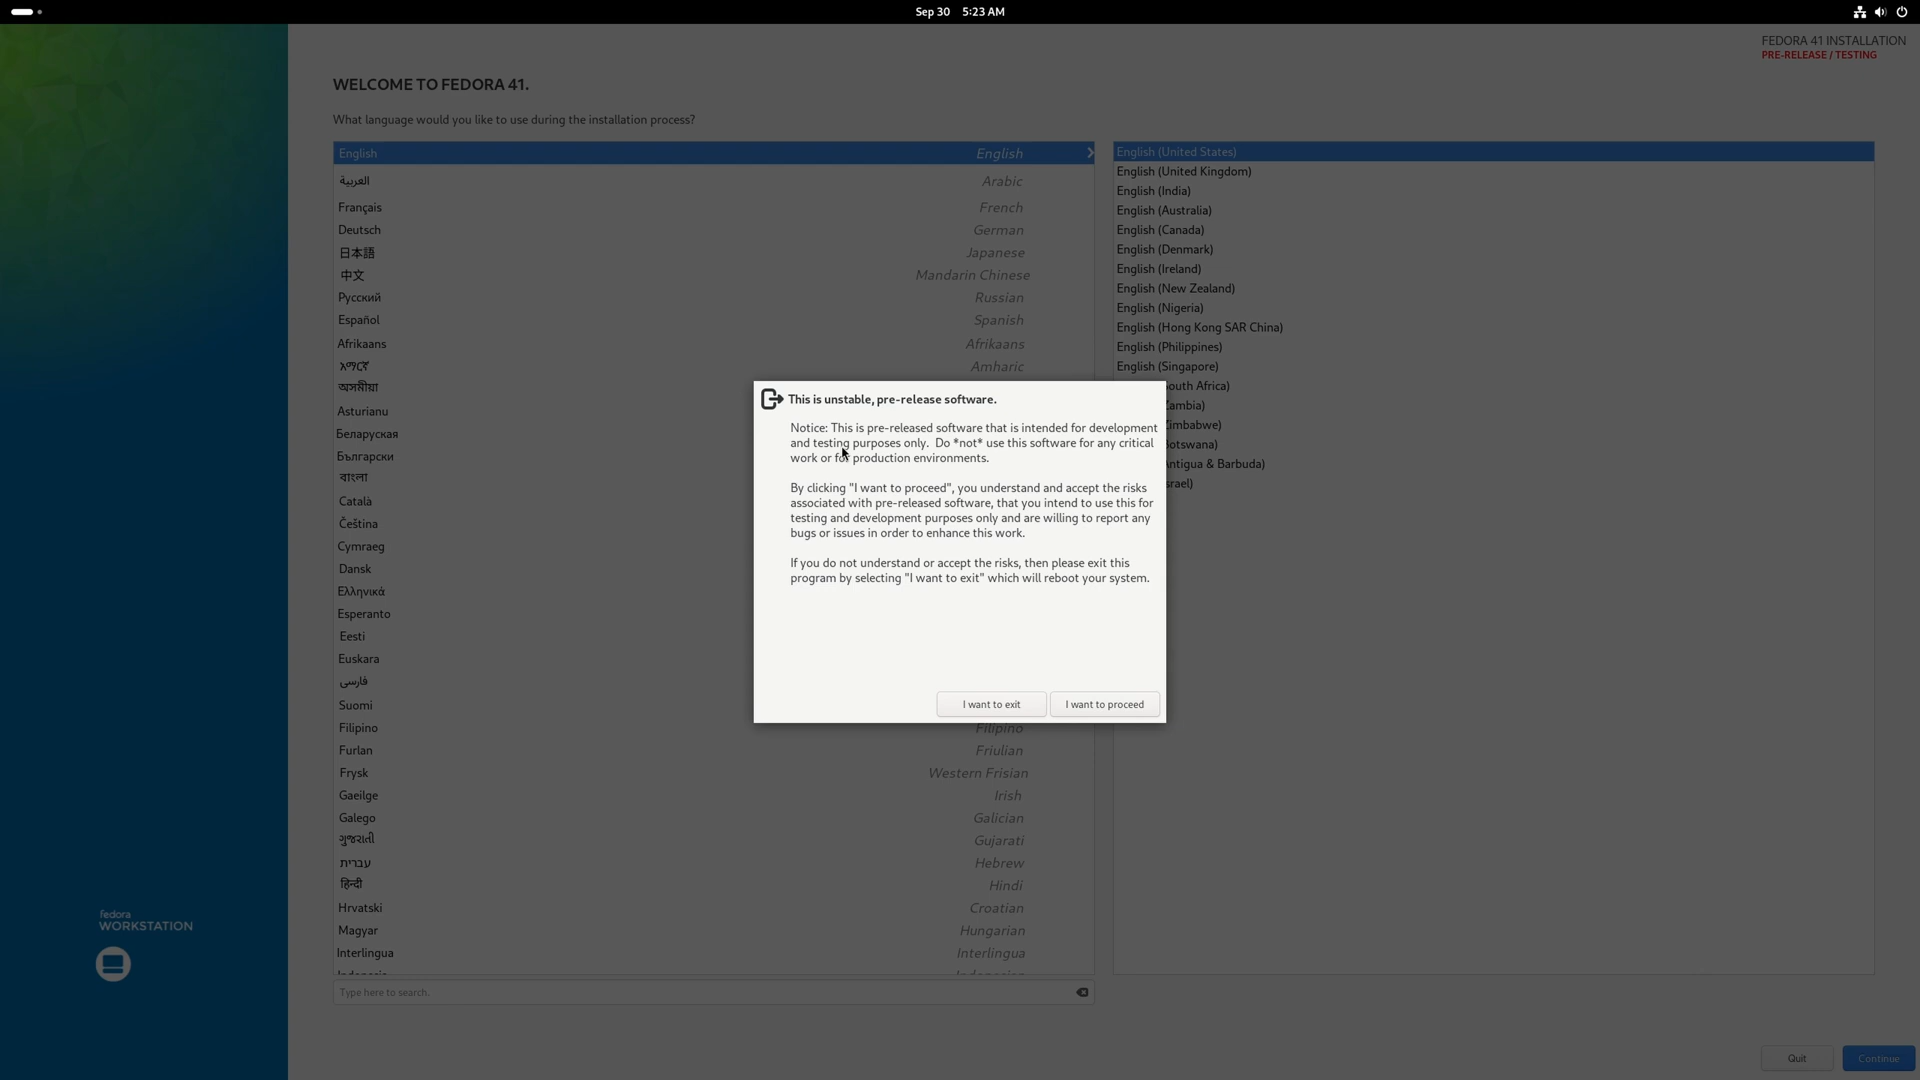 Sep 30 5:23 AM
FEDORA 41 INSTALLATION
PRE-RELEASE / TESTING
WELCOME TO FEDORA 41.
What language would you like to use during the installation process?
English English
العربية Arabic
Français French
Deutsch German
日本語 Japanese
中文 Mandarin Chinese
Русский Russian
Español Spanish
Afrikaans Afrikaans
አማርኛ Amharic
অসমীয়া
Asturianu
Беларуская
Български
বাংলা
Català
Čeština
Cymraeg
Dansk
Ελληνικά
Esperanto
Eesti
Euskara
فارسی
Suomi
Filipino Filipino
Furlan Friulian
Frysk Western Frisian
Gaeilge Irish
Galego Galician
ગુજરાતી Gujarati
עברית Hebrew
हिन्दी Hindi
Hrvatski Croatian
Magyar Hungarian
Interlingua Interlingua
Type here to search.
English (United States)
English (United Kingdom)
English (India)
English (Australia)
English (Canada)
English (Denmark)
English (Ireland)
English (New Zealand)
English (Nigeria)
English (Hong Kong SAR China)
English (Philippines)
English (Singapore)
outh Africa)
Zambia)
Zimbabwe)
otswana)
Antigua & Barbuda)
srael)
This is unstable, pre-release software.
Notice: This is pre-released software that is intended for development
and testing purposes only. Do *not* use this software for any critical
work or for production environments.
By clicking "I want to proceed", you understand and accept the risks
associated with pre-released software, that you intend to use this for
testing and development purposes only and are willing to report any
bugs or issues in order to enhance this work.
If you do not understand or accept the risks, then please exit this
program by selecting "I want to exit" which will reboot your system.
I want to exit
I want to proceed
fedora
WORKSTATION
Quit
Continue